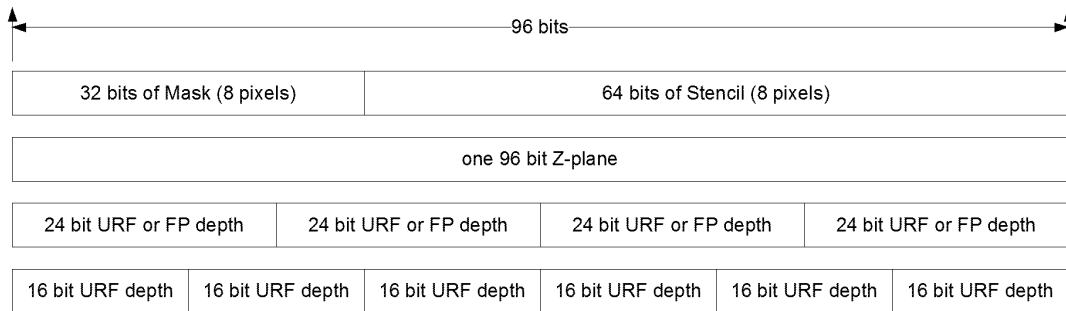 96 bits
32 bits of Mask (8 pixels) 64 bits of Stencil (8 pixels)
one 96 bit Z-plane
24 bit URF or FP depth 24 bit URF or FP depth 24 bit URF or FP depth 24 bit URF or FP depth
16 bit URF depth 16 bit URF depth 16 bit URF depth 16 bit URF depth 16 bit URF depth 16 bit URF depth